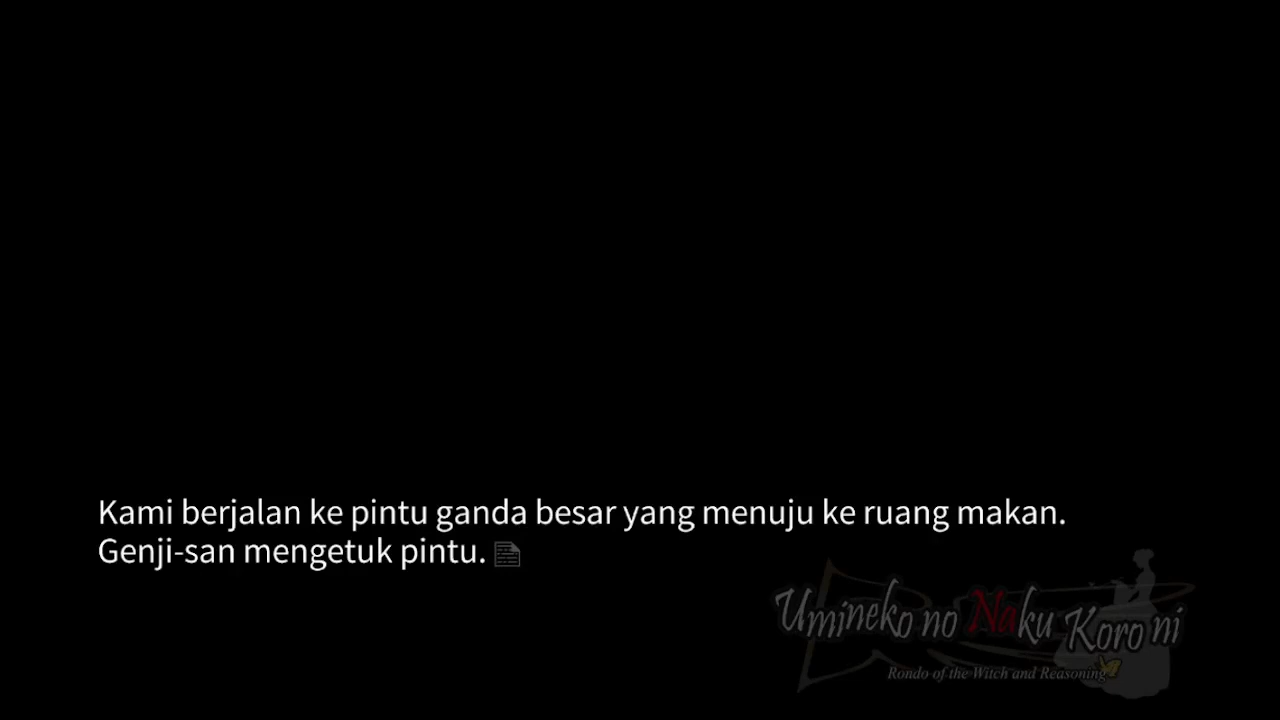 Kami berjalan ke pintu ganda besar yang menuju ke ruang makan.
Genji-san mengetuk pintu.
Umineko no Naku Koro ni
Rondo of the Witch and Reasoning